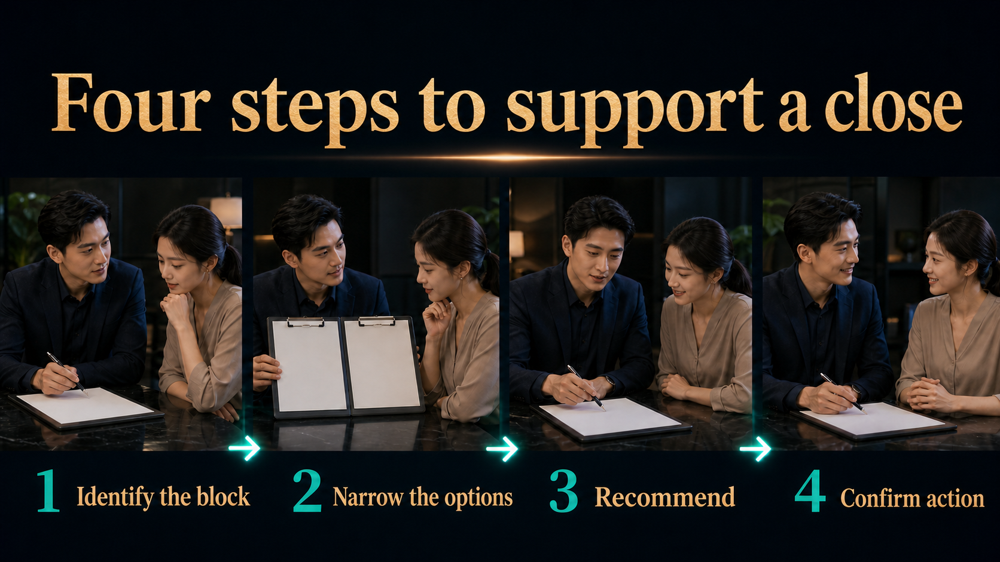 Four steps to support a close
1 Identify the block
2 Narrow the options
3 Recommend
4 Confirm action